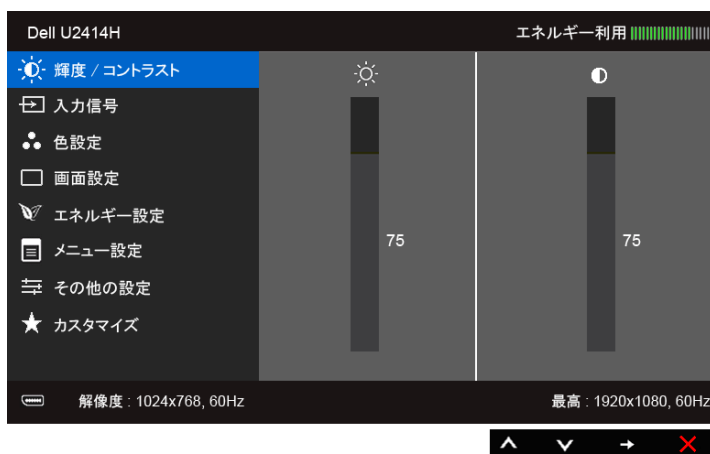 Dell U2414H
エネルギー利用
輝度 / コントラスト
入力信号
色設定
画面設定
エネルギー設定
メニュー設定
その他の設定
カスタマイズ
75
75
解像度 : 1024x768, 60Hz
最高 : 1920x1080, 60Hz